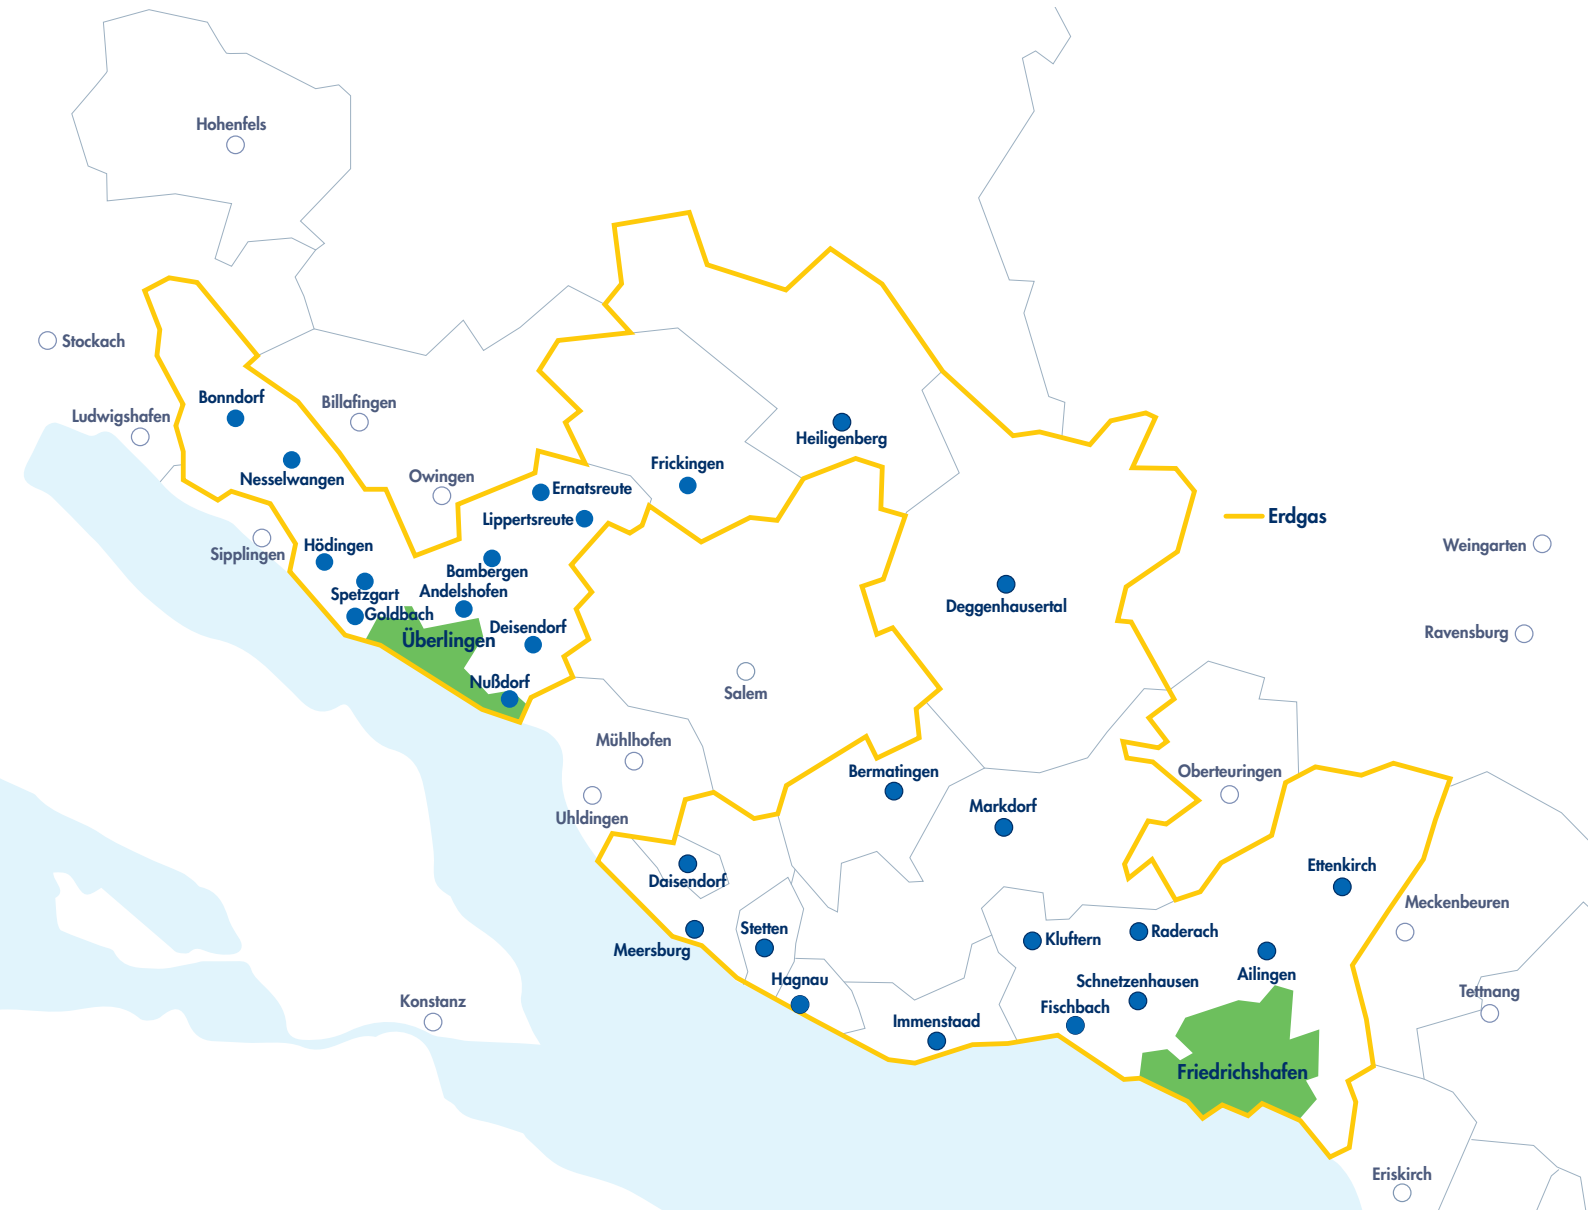 Hohenfels
Stockach
Bonndorf
Billafingen
Ludwigshafen
Heiligenberg
Frickingen
Nesselwangen
Owingen
Ernatsreute
Lippertsreute
Erdgas
Sipplingen
Hödingen
Weingarten
Bambergen
Spetzgart
Andelshofen
Deggenhausertal
Goldbach
Überlingen
Deisendorf
Ravensburg
Nußdorf
Salem
Mühlhofen
Bermatingen
Oberteuringen
Uhldingen
Markdorf
Ettenkirch
Daisendorf
Meckenbeuren
Stetten
Kluftern
Raderach
Meersburg
Ailingen
Hagnau
Schnetzenhausen
Tettnang
Konstanz
Fischbach
Immenstaad
Friedrichshafen
Eriskirch